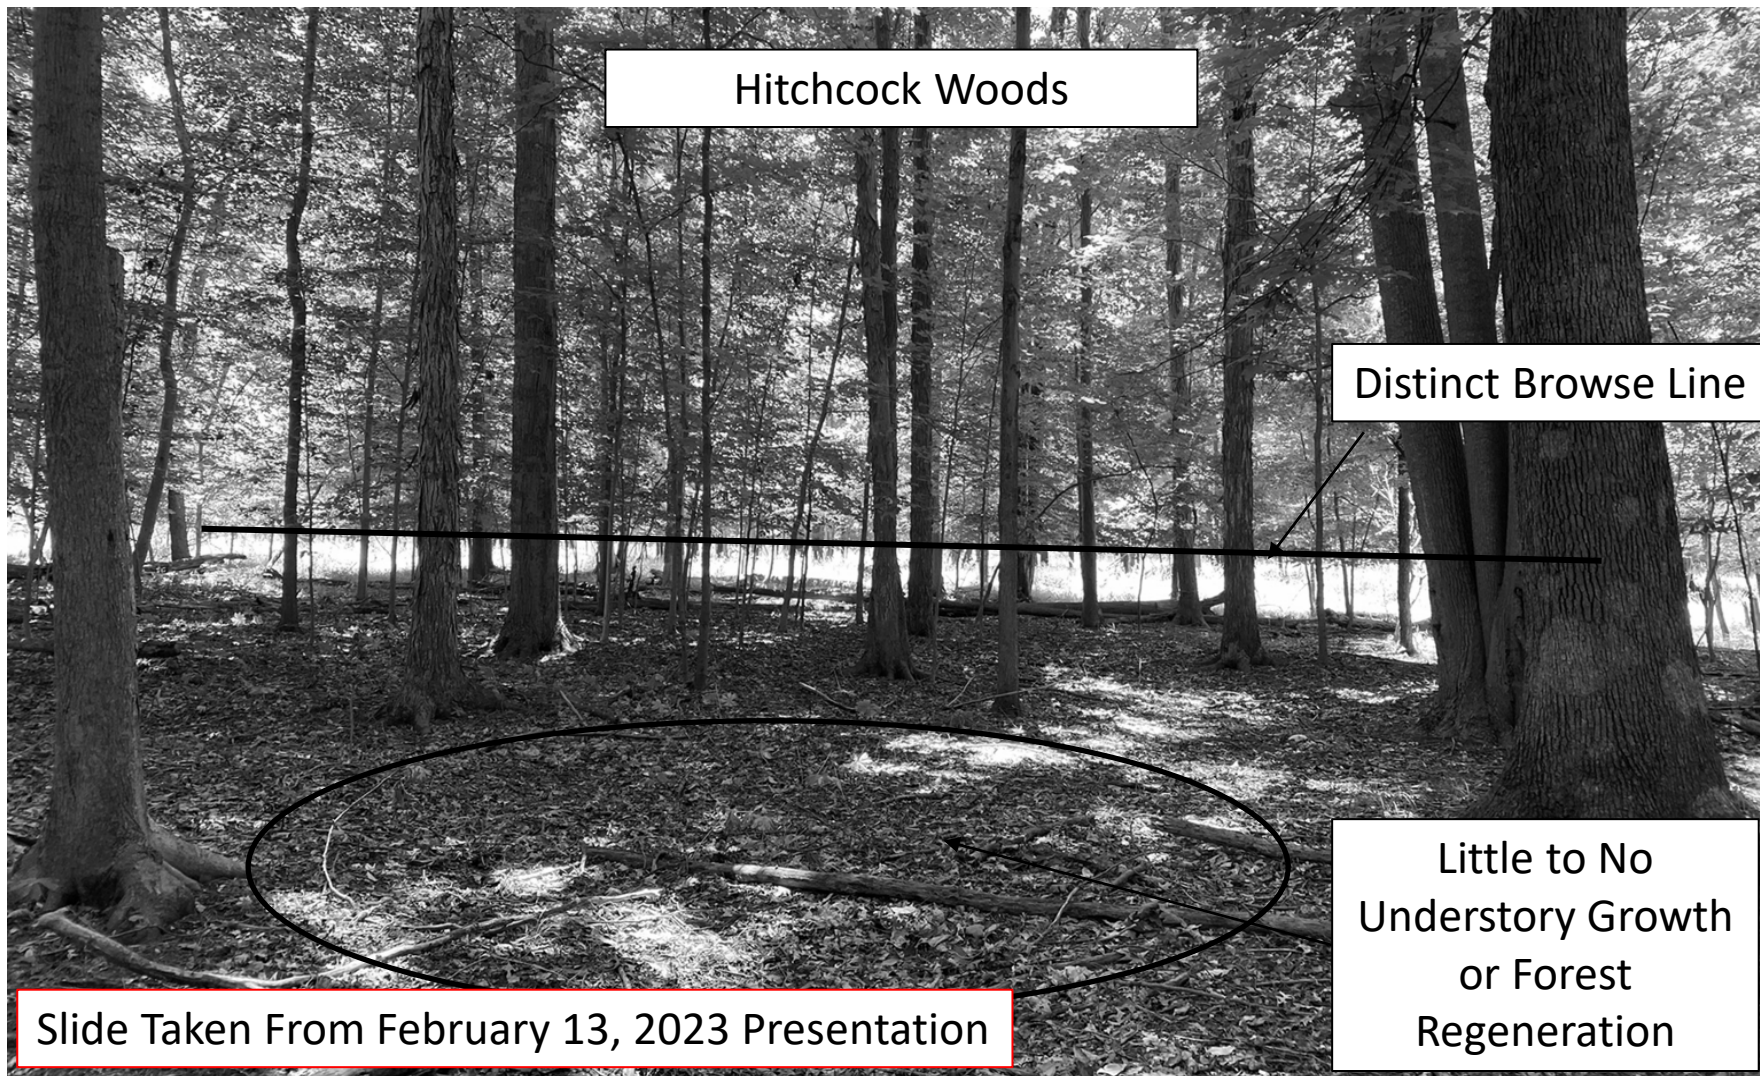 Hitchcock Woods
Distinct Browse Line
Little to No
Understory Growth
or Forest
Regeneration
Slide Taken From February 13, 2023 Presentation